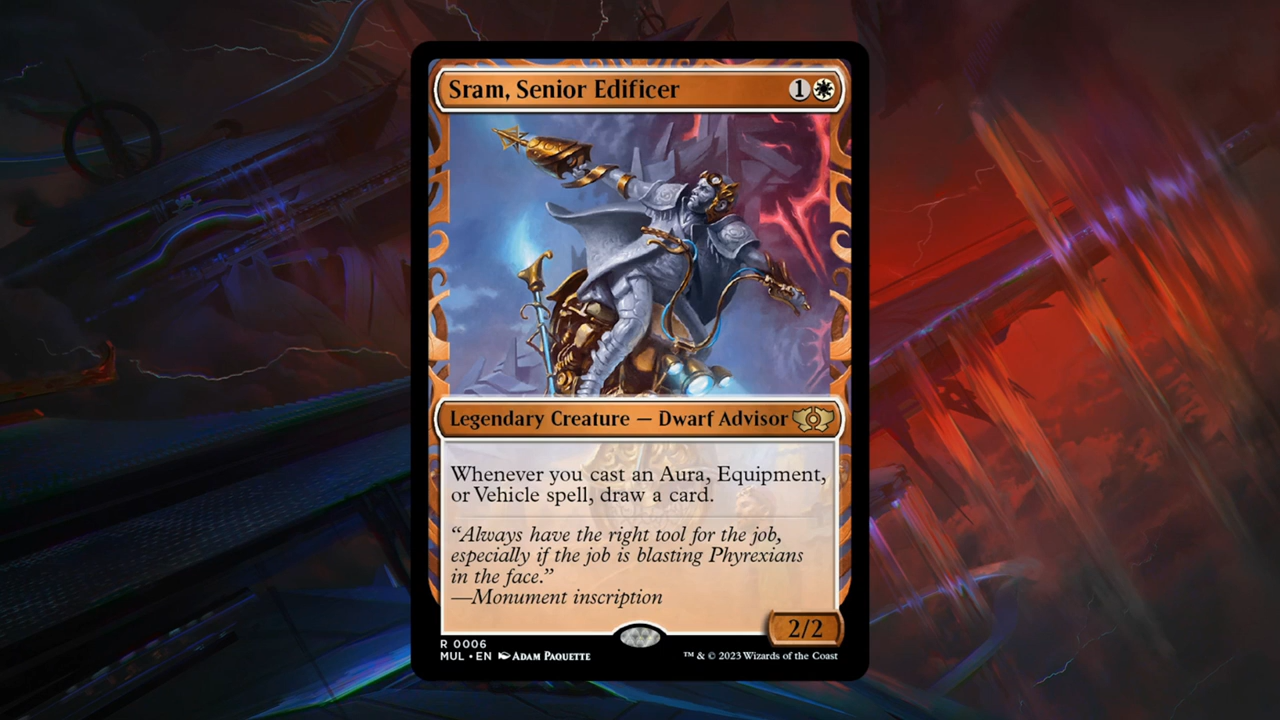 Sram, Senior Edificer 1
Legendary Creature — Dwarf Advisor
Whenever you cast an Aura, Equipment,
or Vehicle spell, draw a card.
“Always have the right tool for the job,
especially if the job is blasting Phyrexians
in the face.”
—Monument inscription
2/2
R 0006
MUL • EN Adam Paquette
™ & © 2023 Wizards of the Coast